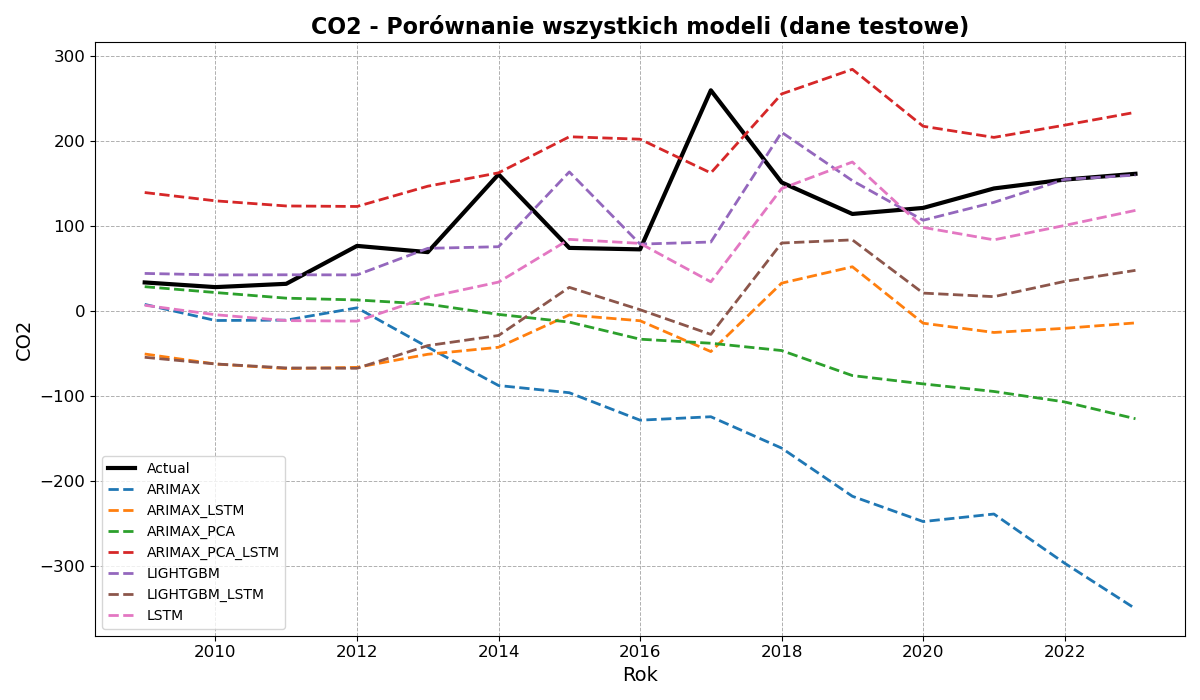 CO2 - Porównanie wszystkich modeli (dane testowe)
300
200
100
0
−100
−200
−300
CO2
Actual
ARIMAX
ARIMAX_LSTM
ARIMAX_PCA
ARIMAX_PCA_LSTM
LIGHTGBM
LIGHTGBM_LSTM
LSTM
2010 2012 2014 2016 2018 2020 2022
Rok